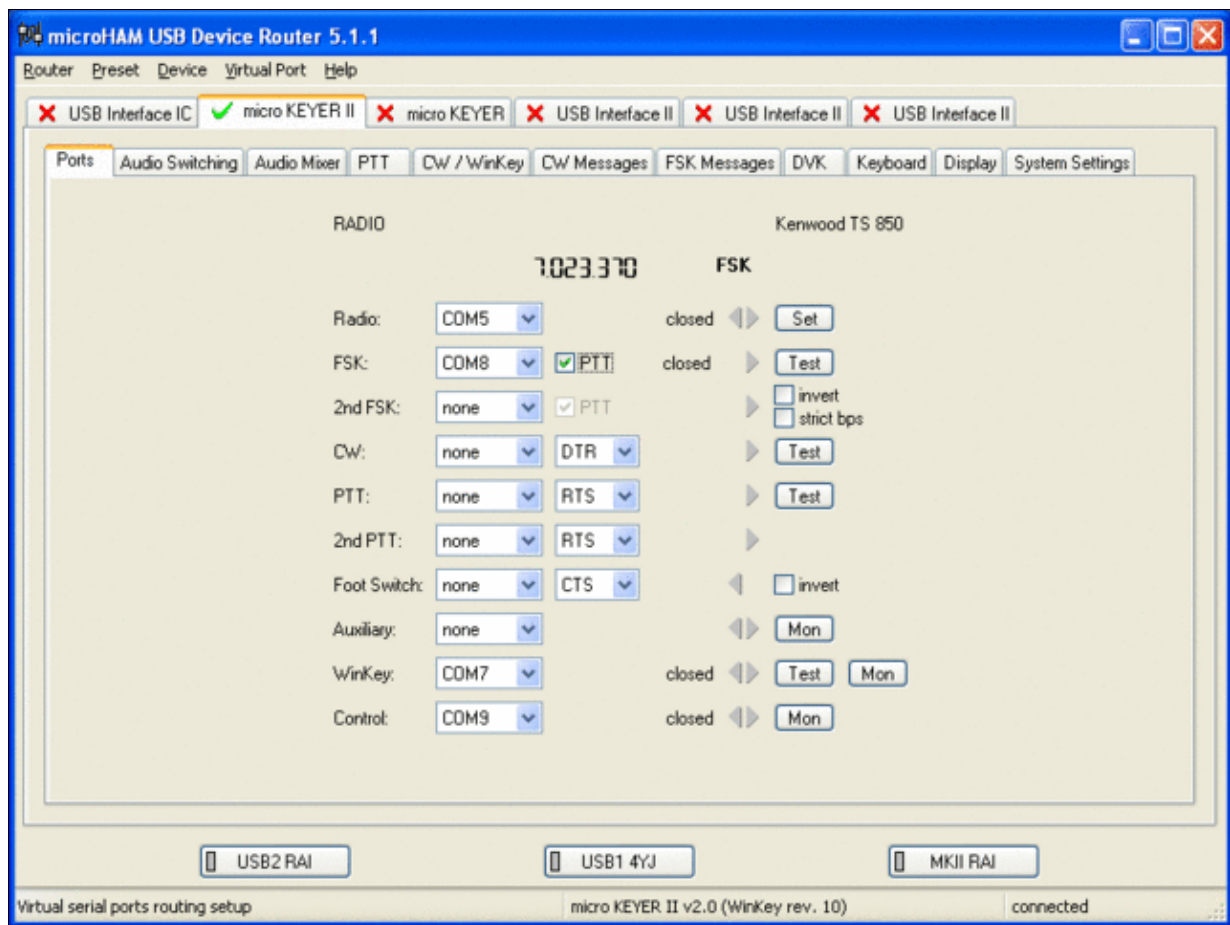 microHAM USB Device Router 5.1.1
Router Preset Device Virtual Port Help
USB Interface IC micro KEYER II micro KEYER USB Interface II USB Interface II USB Interface II
Ports Audio Switching Audio Mixer PTT CW / WinKey CW Messages FSK Messages DVK Keyboard Display System Settings
RADIO Kenwood TS 850
7.023.370 FSK
Radio: COM5 closed Set
FSK: COM8 PTT closed Test
2nd FSK: none PTT invert
strict bps
CW: none DTR Test
PTT: none RTS Test
2nd PTT: none RTS
Foot Switch: none CTS invert
Auxiliary: none Mon
WinKey: COM7 closed Test Mon
Control: COM9 closed Mon
USB2 RAI USB1 4YJ MKII RAI
Virtual serial ports routing setup micro KEYER II v2.0 (WinKey rev. 10) connected